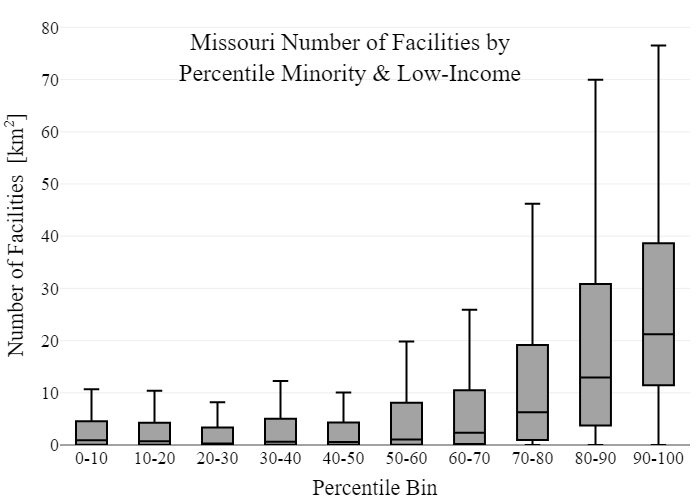 Missouri Number of Facilities by
Percentile Minority & Low-Income
Number of Facilities [km²]
80
70
60
50
40
30
20
10
0
0-10 10-20 20-30 30-40 40-50 50-60 60-70 70-80 80-90 90-100
Percentile Bin